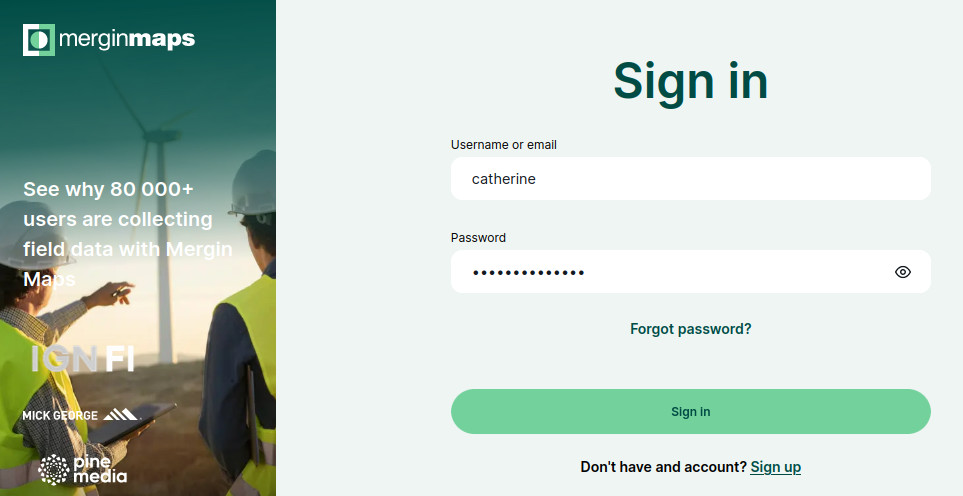 merginmaps
See why 80 000+
users are collecting
field data with Mergin
Maps
IGN FI
MICK GEORGE
pine
media
Sign in
Username or email
catherine
Password
••••••••••••••
Forgot password?
Sign in
Don't have and account? Sign up